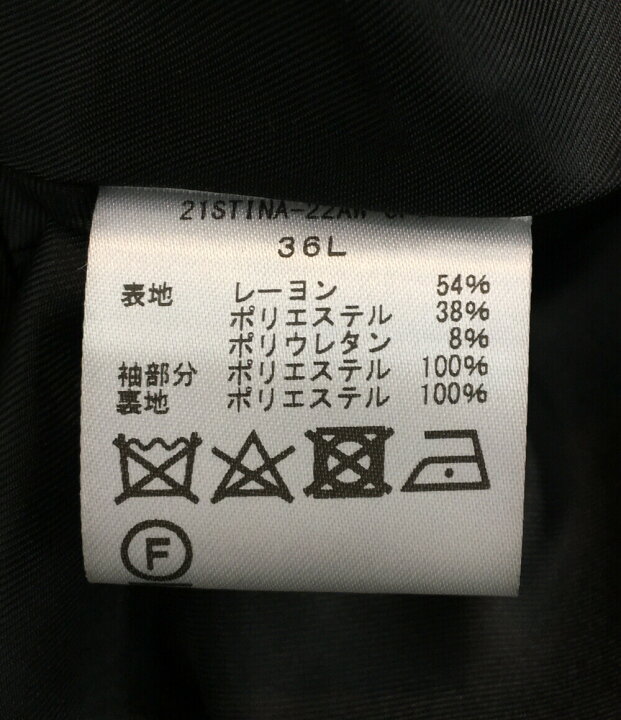 21STINA-22AW
36L
表地 レーヨン 54%
ポリエステル 38%
ポリウレタン 8%
袖部分 ポリエステル 100%
裏地 ポリエステル 100%
F